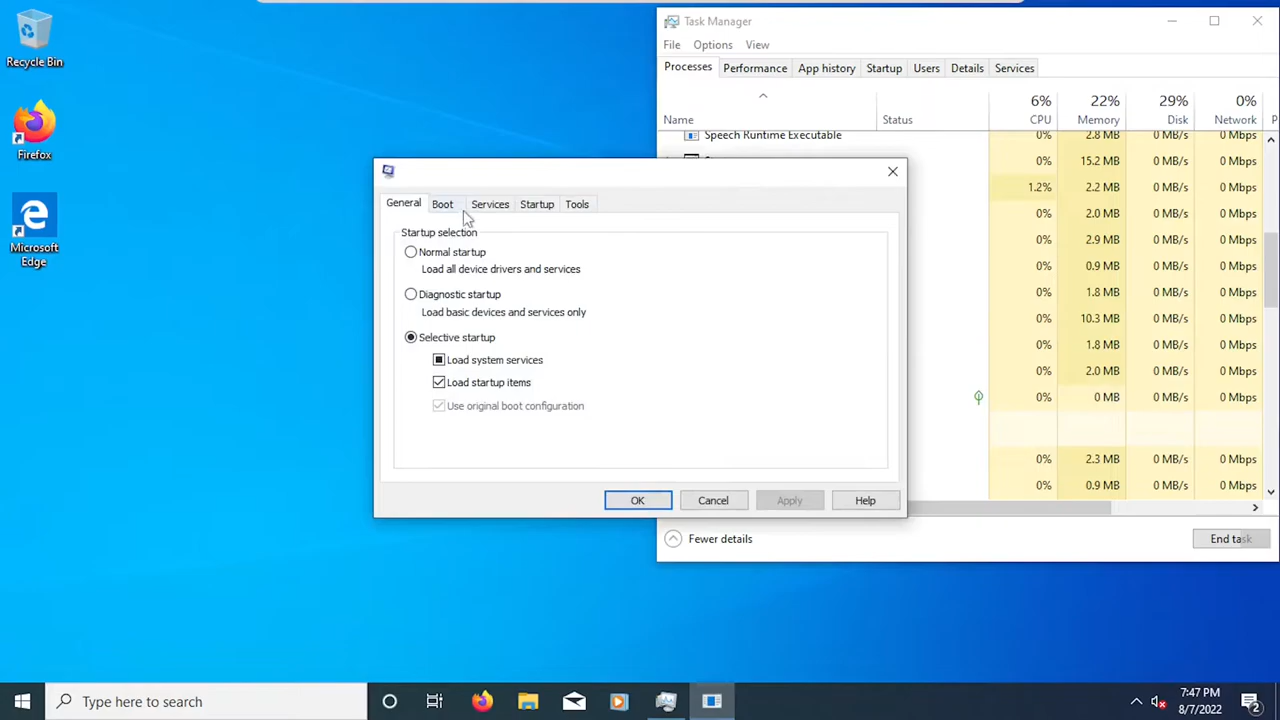 Recycle Bin
Firefox
Microsoft
Edge
Task Manager
File Options View
Processes Performance App history Startup Users Details Services
6% 22% 29% 0%
Name Status CPU Memory Disk Network P
Speech Runtime Executable 0% 2.8 MB 0 MB/s 0 Mbps
0% 15.2 MB 0 MB/s 0 Mbps
1.2% 2.2 MB 0 MB/s 0 Mbps
0% 2.0 MB 0 MB/s 0 Mbps
0% 2.9 MB 0 MB/s 0 Mbps
0% 0.9 MB 0 MB/s 0 Mbps
0% 1.8 MB 0 MB/s 0 Mbps
0% 10.3 MB 0 MB/s 0 Mbps
0% 1.8 MB 0 MB/s 0 Mbps
0% 2.0 MB 0 MB/s 0 Mbps
0% 0 MB 0 MB/s 0 Mbps
0% 2.3 MB 0 MB/s 0 Mbps
0% 0.9 MB 0 MB/s 0 Mbps
Fewer details End task
General Boot Services Startup Tools
Startup selection
Normal startup
Load all device drivers and services
Diagnostic startup
Load basic devices and services only
Selective startup
Load system services
Load startup items
Use original boot configuration
OK Cancel Apply Help
Type here to search
7:47 PM
8/7/2022
2